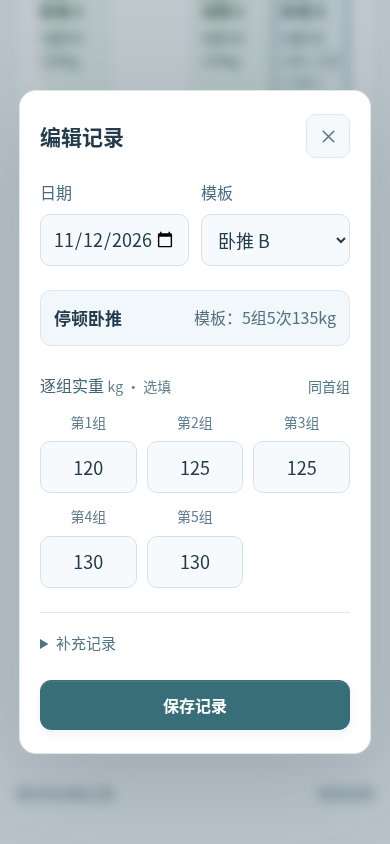 编辑记录
日期 模板
11/12/2026 卧推 B
停顿卧推 模板：5组5次135kg
逐组实重 kg · 选填 同首组
第1组 第2组 第3组
120 125 125
第4组 第5组
130 130
补充记录
保存记录